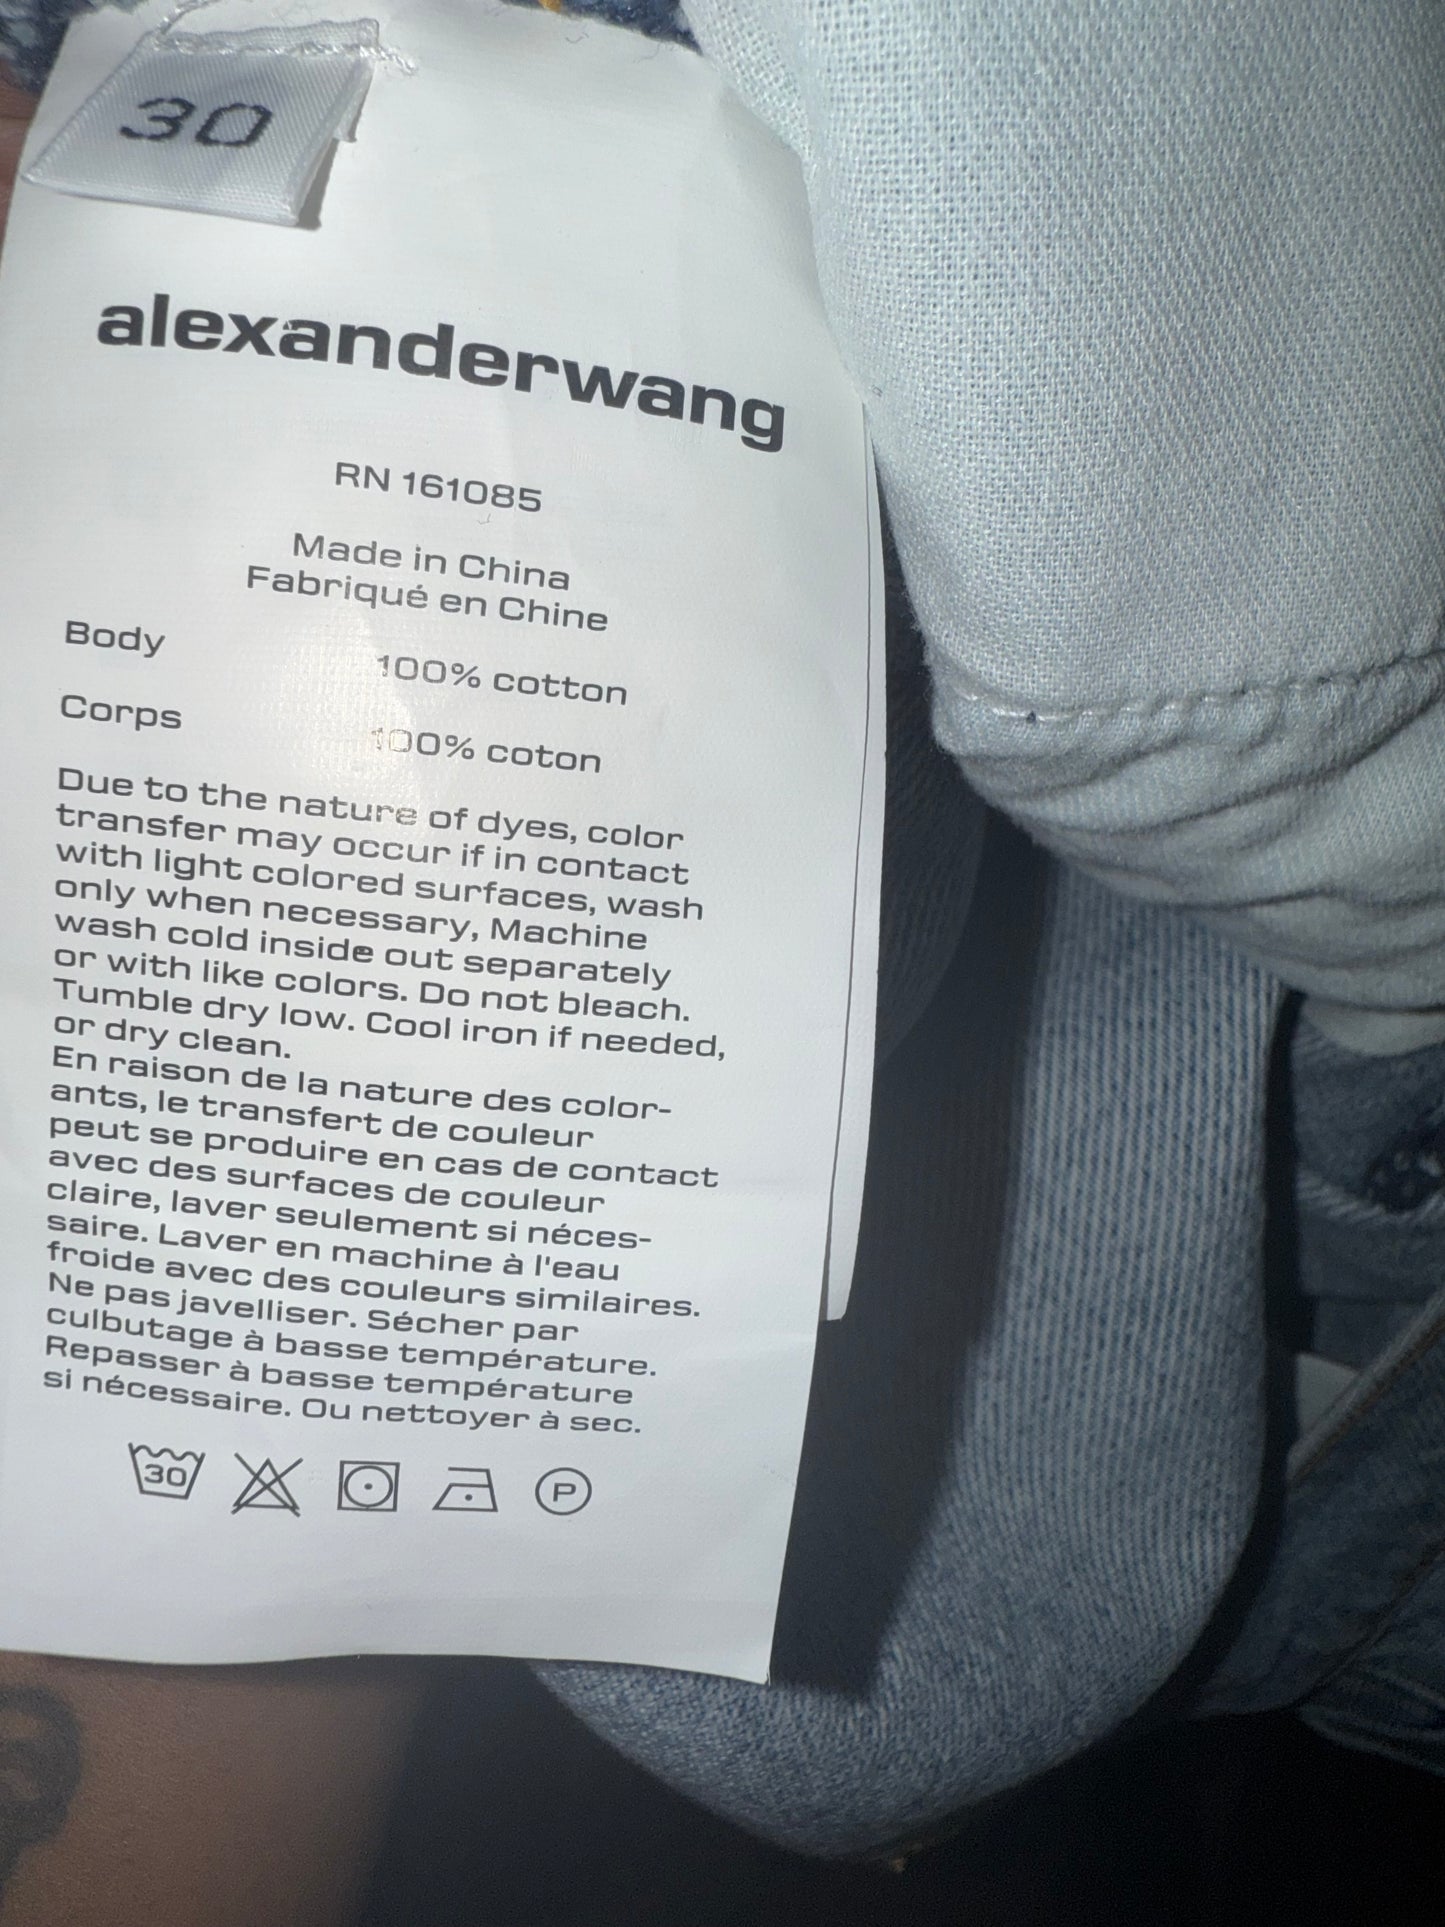 30
alexanderwang
RN 161085
Made in China
Fabriqué en Chine
Body 100% cotton
Corps 100% coton
Due to the nature of dyes, color
transfer may occur if in contact
with light colored surfaces, wash
only when necessary, Machine
wash cold inside out separately
or with like colors. Do not bleach.
Tumble dry low. Cool iron if needed,
or dry clean.
En raison de la nature des color-
ants, le transfert de couleur
peut se produire en cas de contact
avec des surfaces de couleur
claire, laver seulement si néces-
saire. Laver en machine à l'eau
froide avec des couleurs similaires.
Ne pas javelliser. Sécher par
culbutage à basse température.
Repasser à basse température
si nécessaire. Ou nettoyer à sec.
30 P